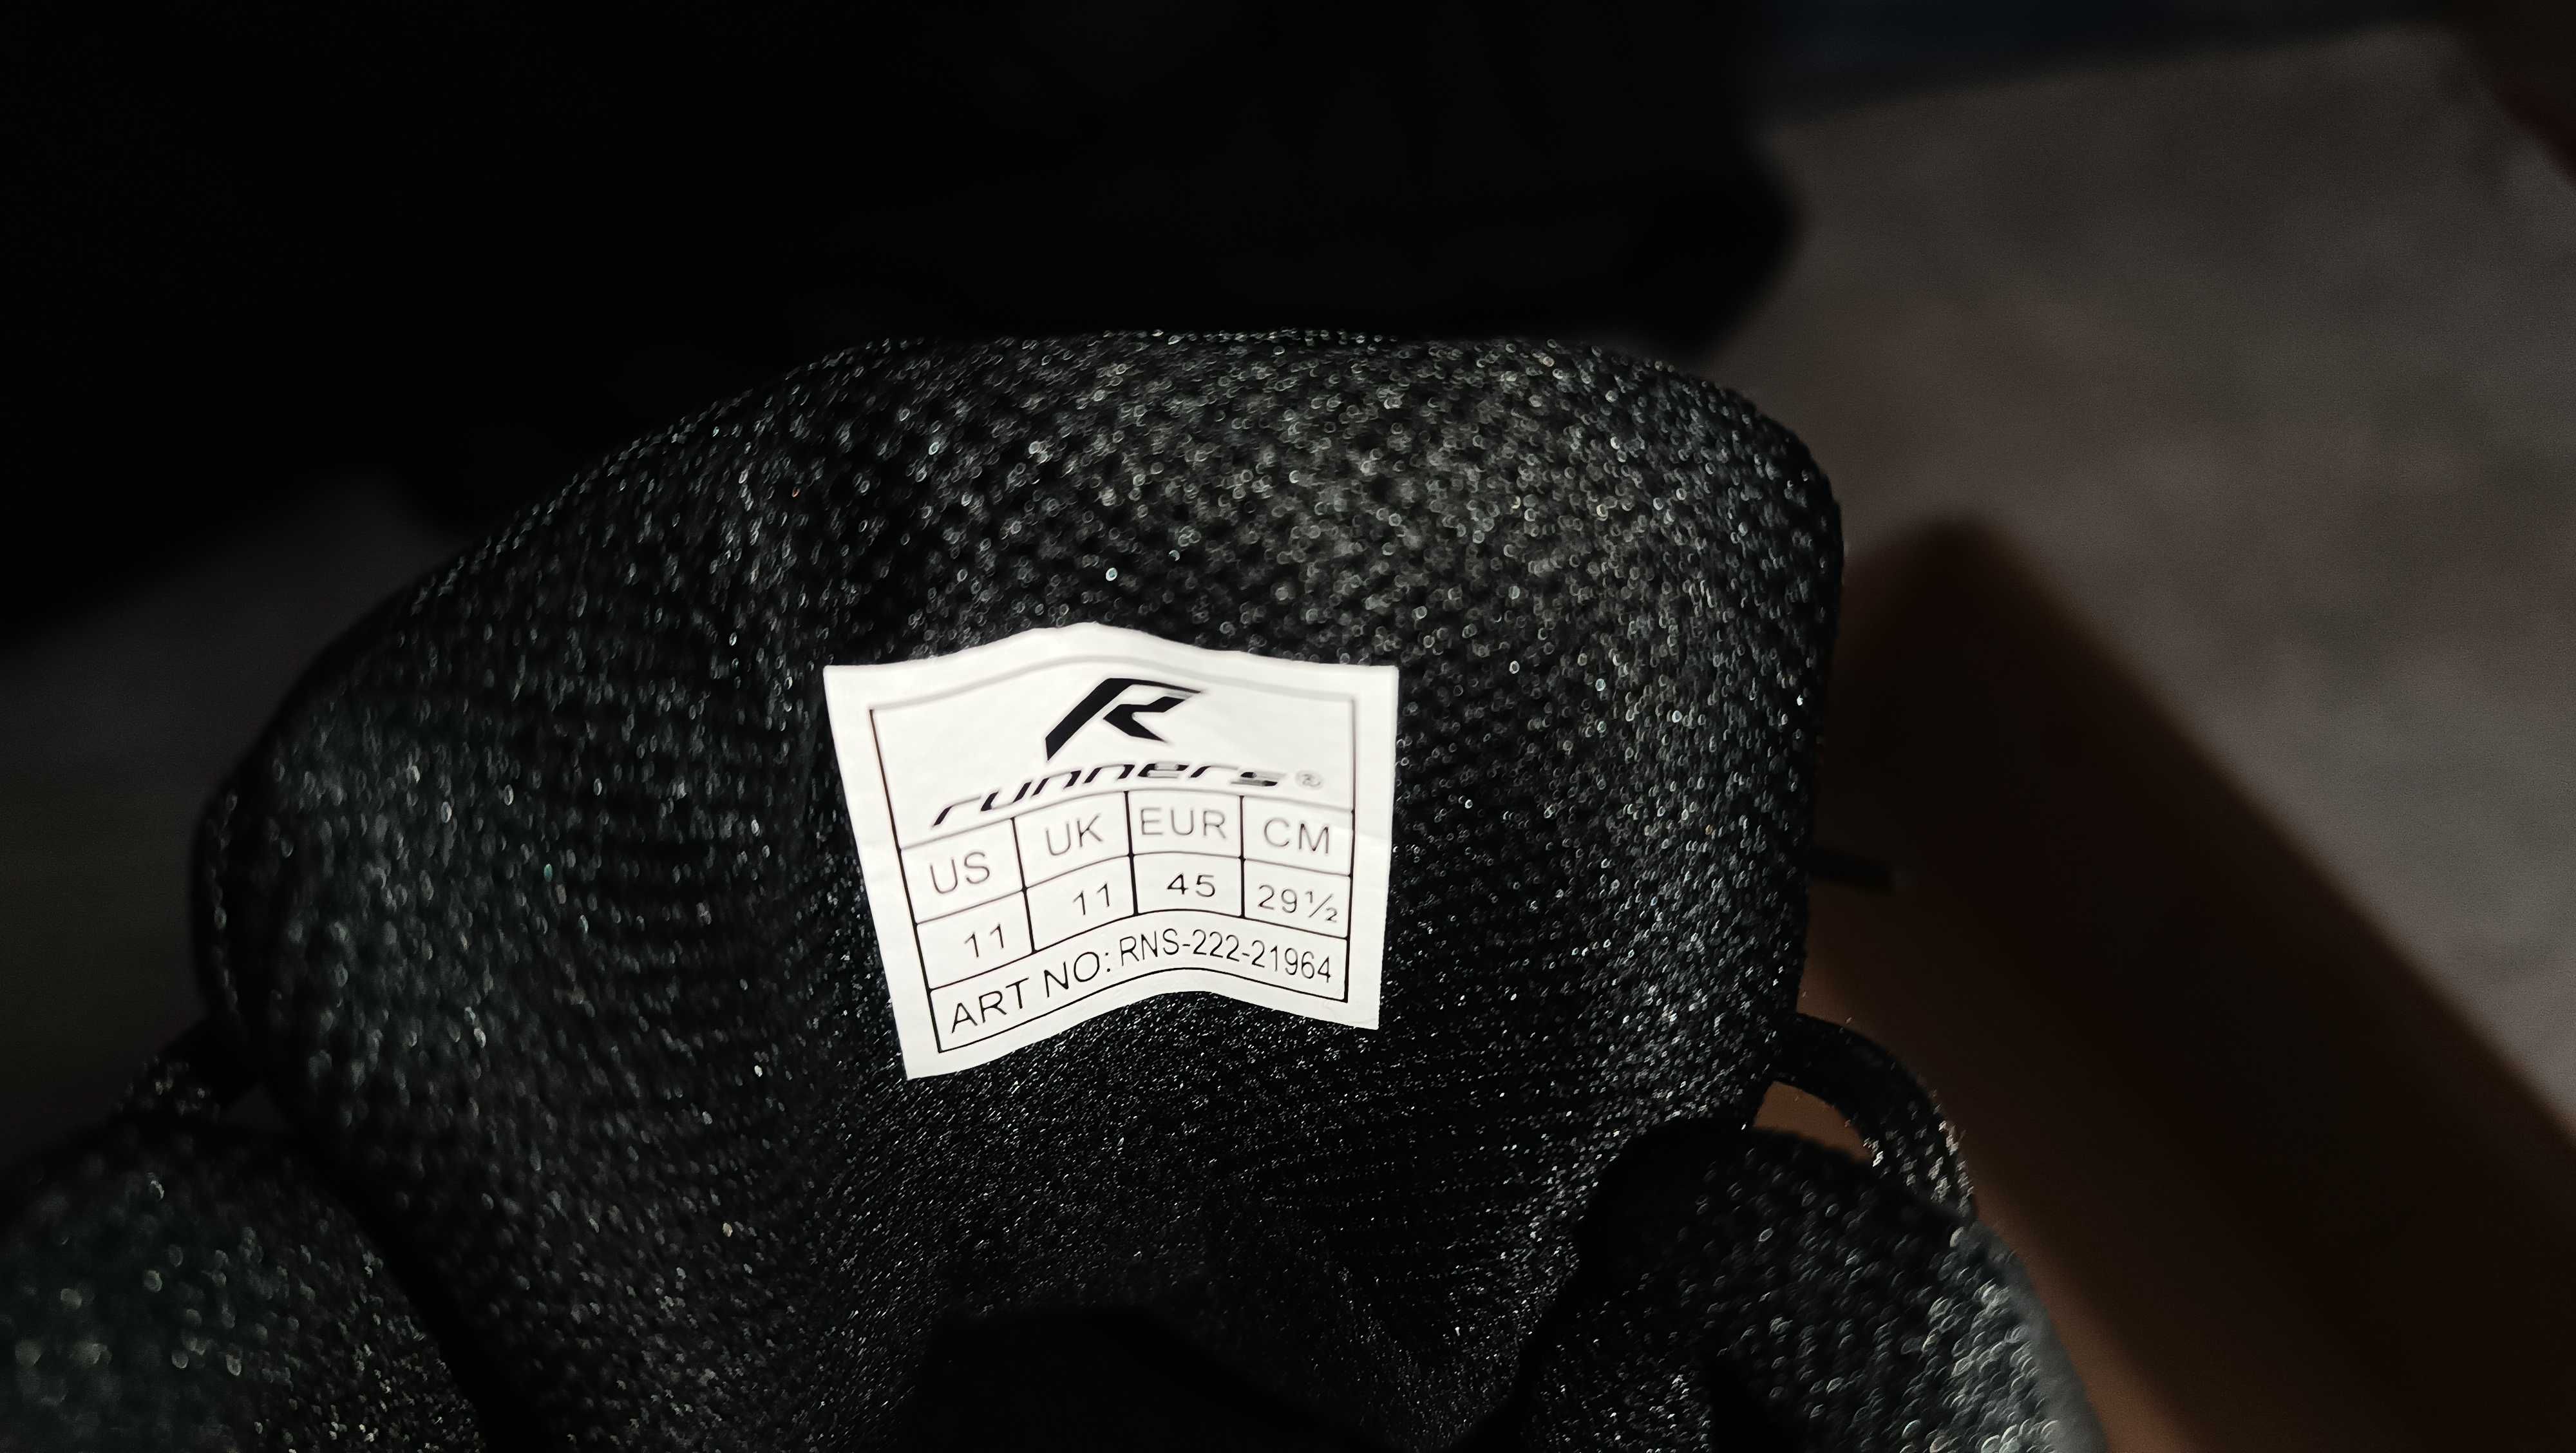 runners®
US UK EUR CM
11 11 45 29½
ART NO: RNS-222-21964